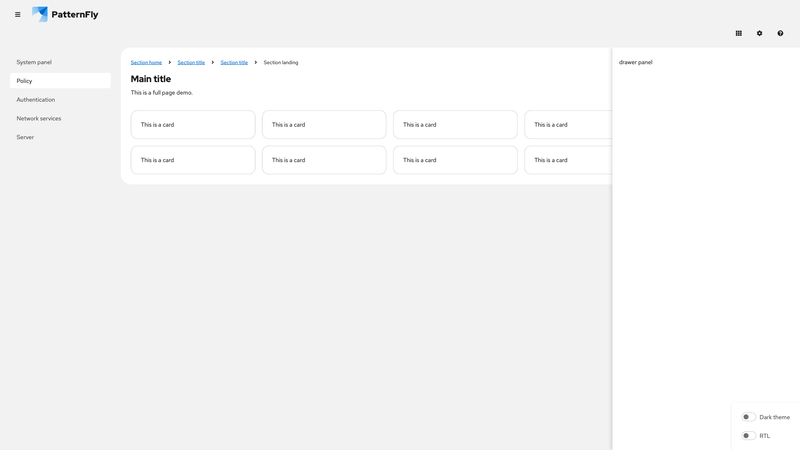 PatternFly
System panel
Policy
Authentication
Network services
Server
Section home Section title Section title Section landing
Main title
This is a full page demo.
This is a card This is a card This is a card This is a card
This is a card This is a card This is a card This is a card
drawer panel
Dark theme
RTL